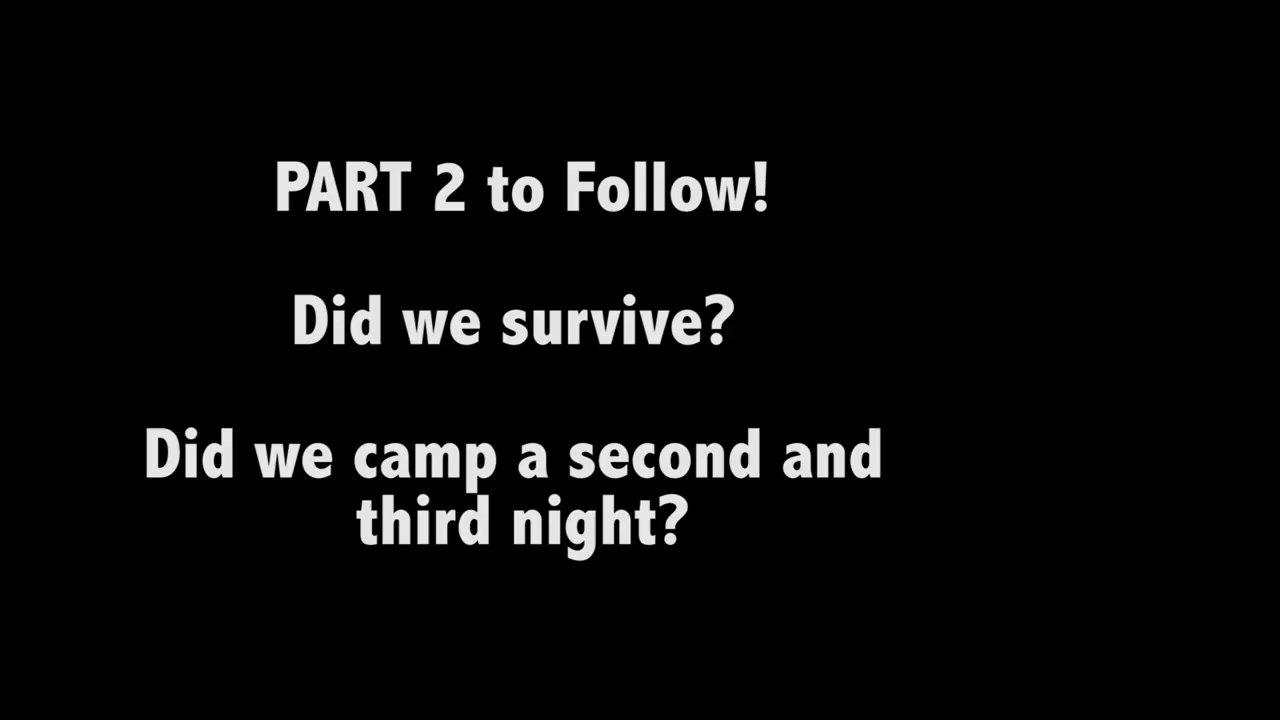 PART 2 to Follow!
Did we survive?
Did we camp a second and
third night?